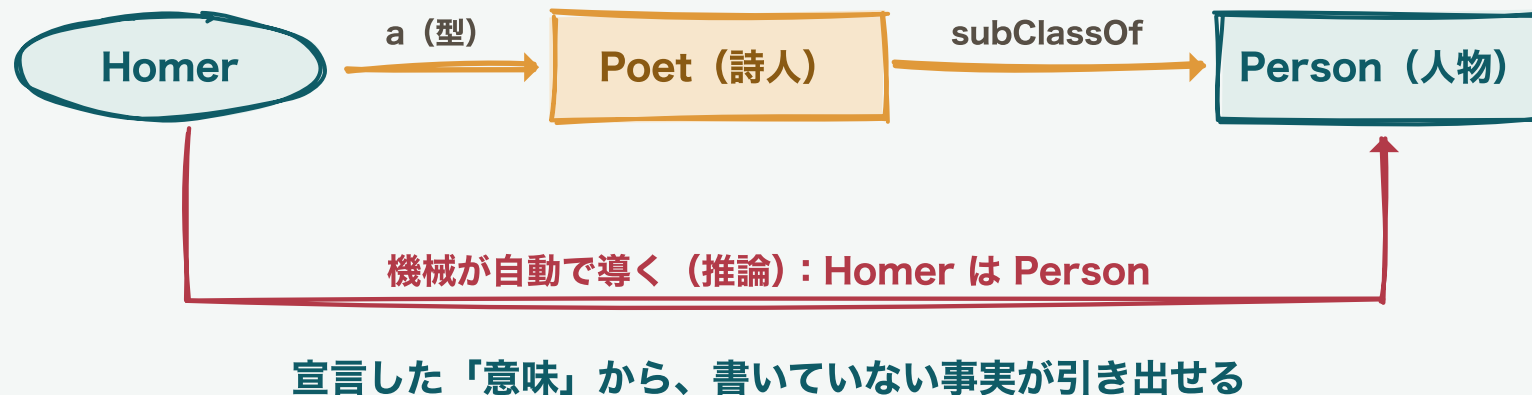 Homer
a（型）
Poet（詩人）
subClassOf
Person（人物）
機械が自動で導く（推論）：Homer は Person
宣言した「意味」から、書いていない事実が引き出せる